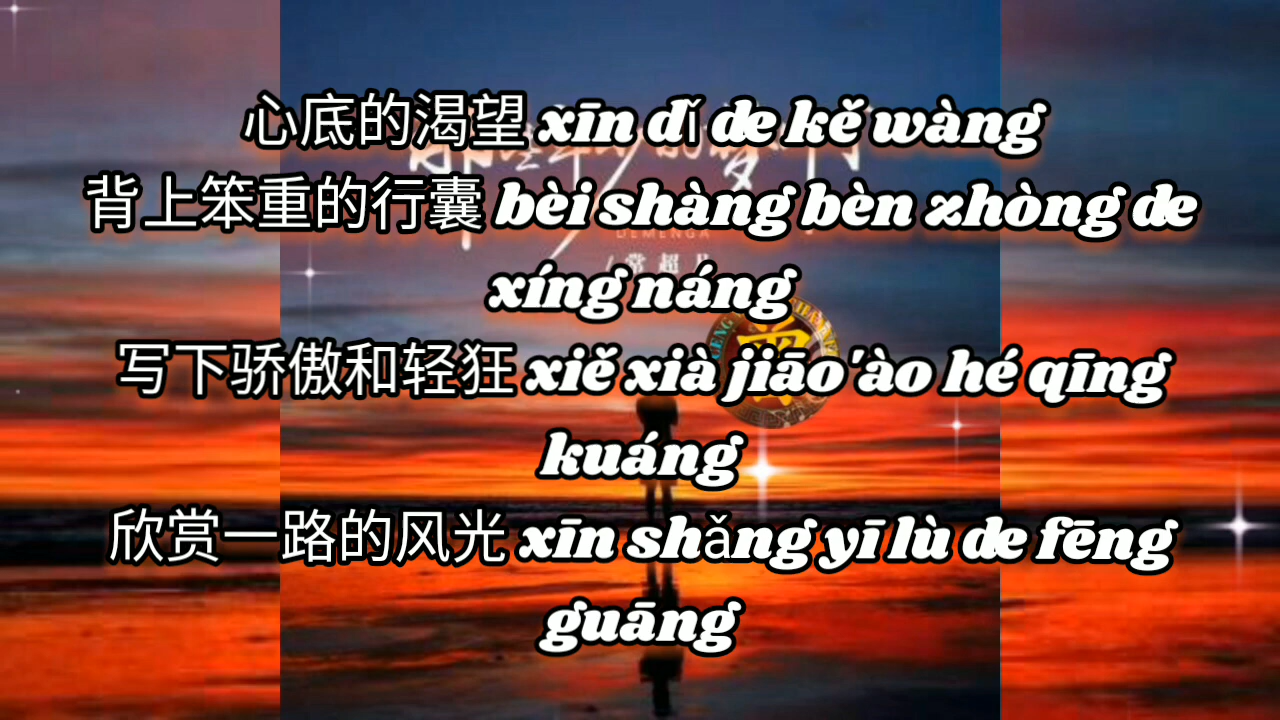 心底的渴望 xīn dǐ de kě wàng
背上笨重的行囊 bèi shàng bèn zhòng de
xíng náng
写下骄傲和轻狂 xiě xià jiāo'ào hé qīng
kuáng
欣赏一路的风光 xīn shǎng yī lù de fēng
guāng
DEMENGA